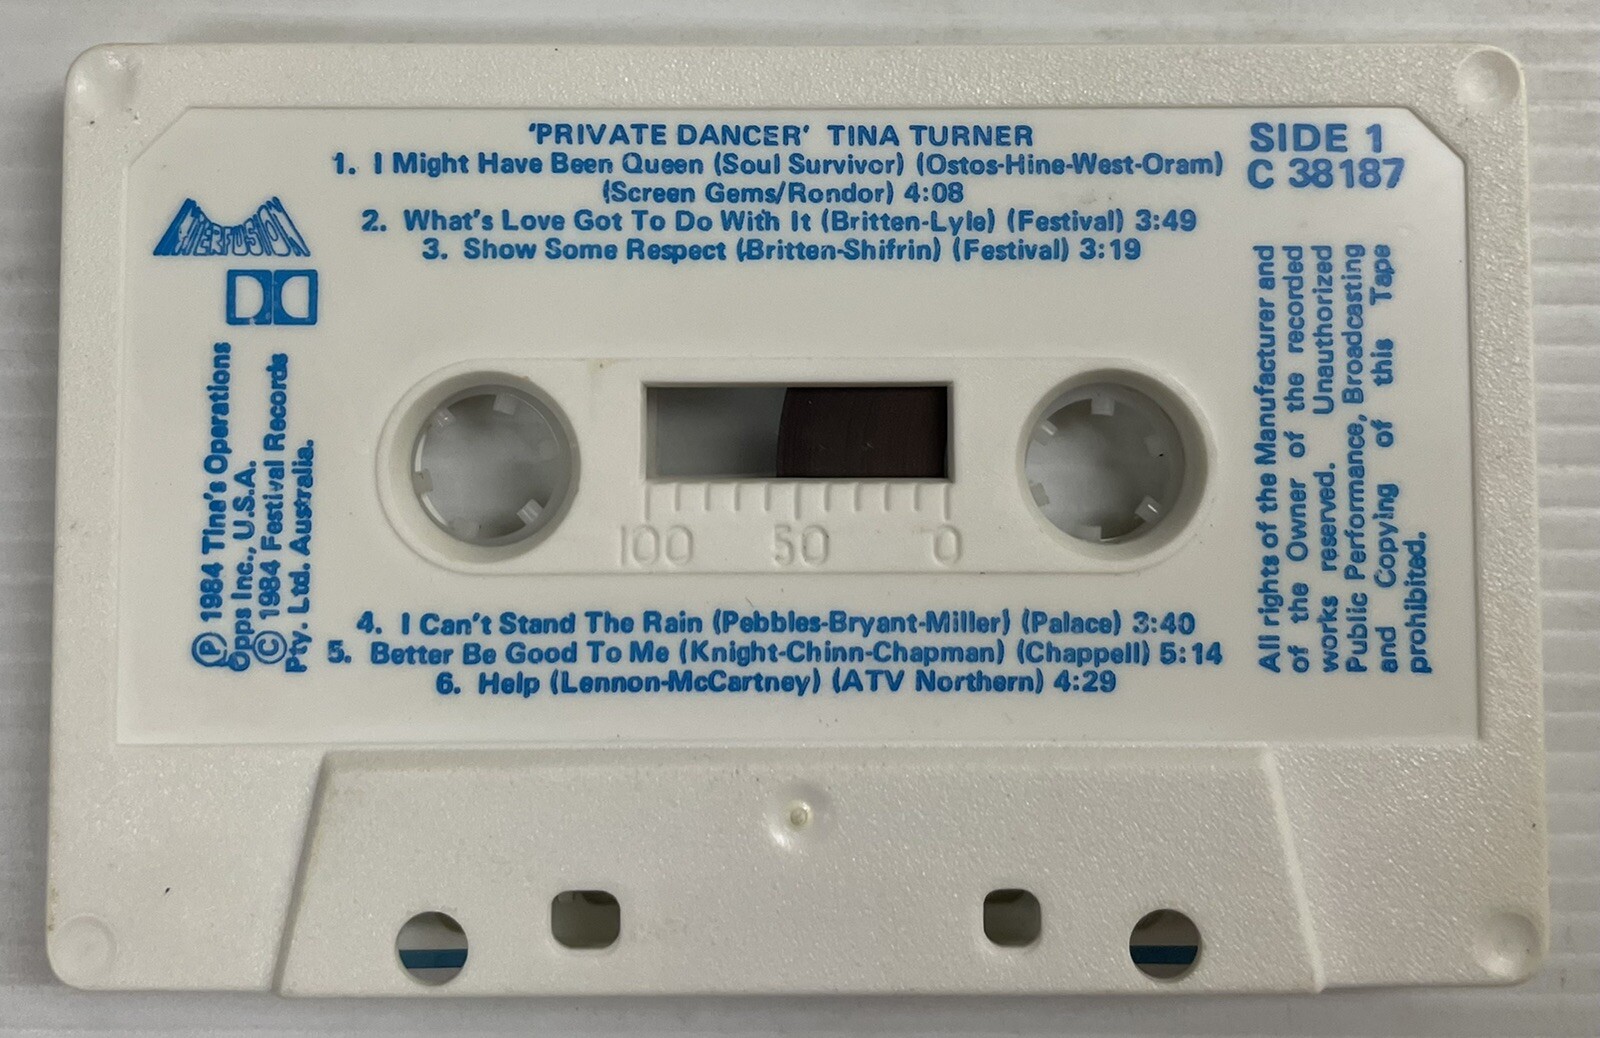 'PRIVATE DANCER' TINA TURNER
1. I Might Have Been Queen (Soul Survivor) (Ostos-Hine-West-Oram)
(Screen Gems/Rondor) 4:08
2. What's Love Got To Do With It (Britten-Lyle) (Festival) 3:49
3. Show Some Respect (Britten-Shifrin) (Festival) 3:19
SIDE 1
C 38187
INTERFUSION
Ⓟ 1984 Tina's Operations
Opps Inc., U.S.A.
© 1984 Festival Records
Pty. Ltd. Australia.
100 50 0
4. I Can't Stand The Rain (Pebbles-Bryant-Miller) (Palace) 3:40
5. Better Be Good To Me (Knight-Chinn-Chapman) (Chappell) 5:14
6. Help (Lennon-McCartney) (ATV Northern) 4:29
All rights of the Manufacturer and
of the Owner of the recorded
works reserved. Unauthorized
Public Performance, Broadcasting
and Copying of this Tape
prohibited.